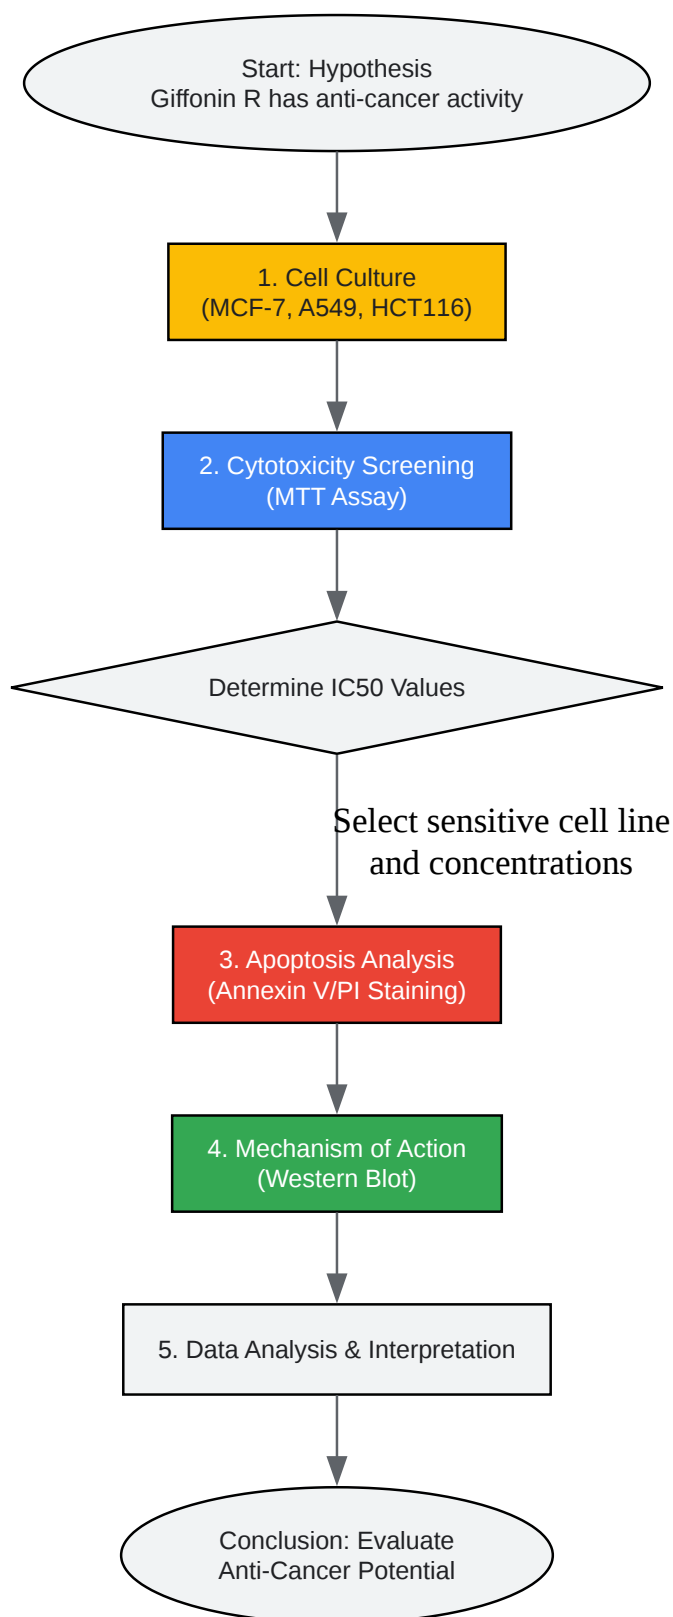 Start: Hypothesis
Giffonin R has anti-cancer activity
1. Cell Culture
(MCF-7, A549, HCT116)
2. Cytotoxicity Screening
(MTT Assay)
Determine IC50 Values
Select sensitive cell line
and concentrations
3. Apoptosis Analysis
(Annexin V/PI Staining)
4. Mechanism of Action
(Western Blot)
5. Data Analysis & Interpretation
Conclusion: Evaluate
Anti-Cancer Potential